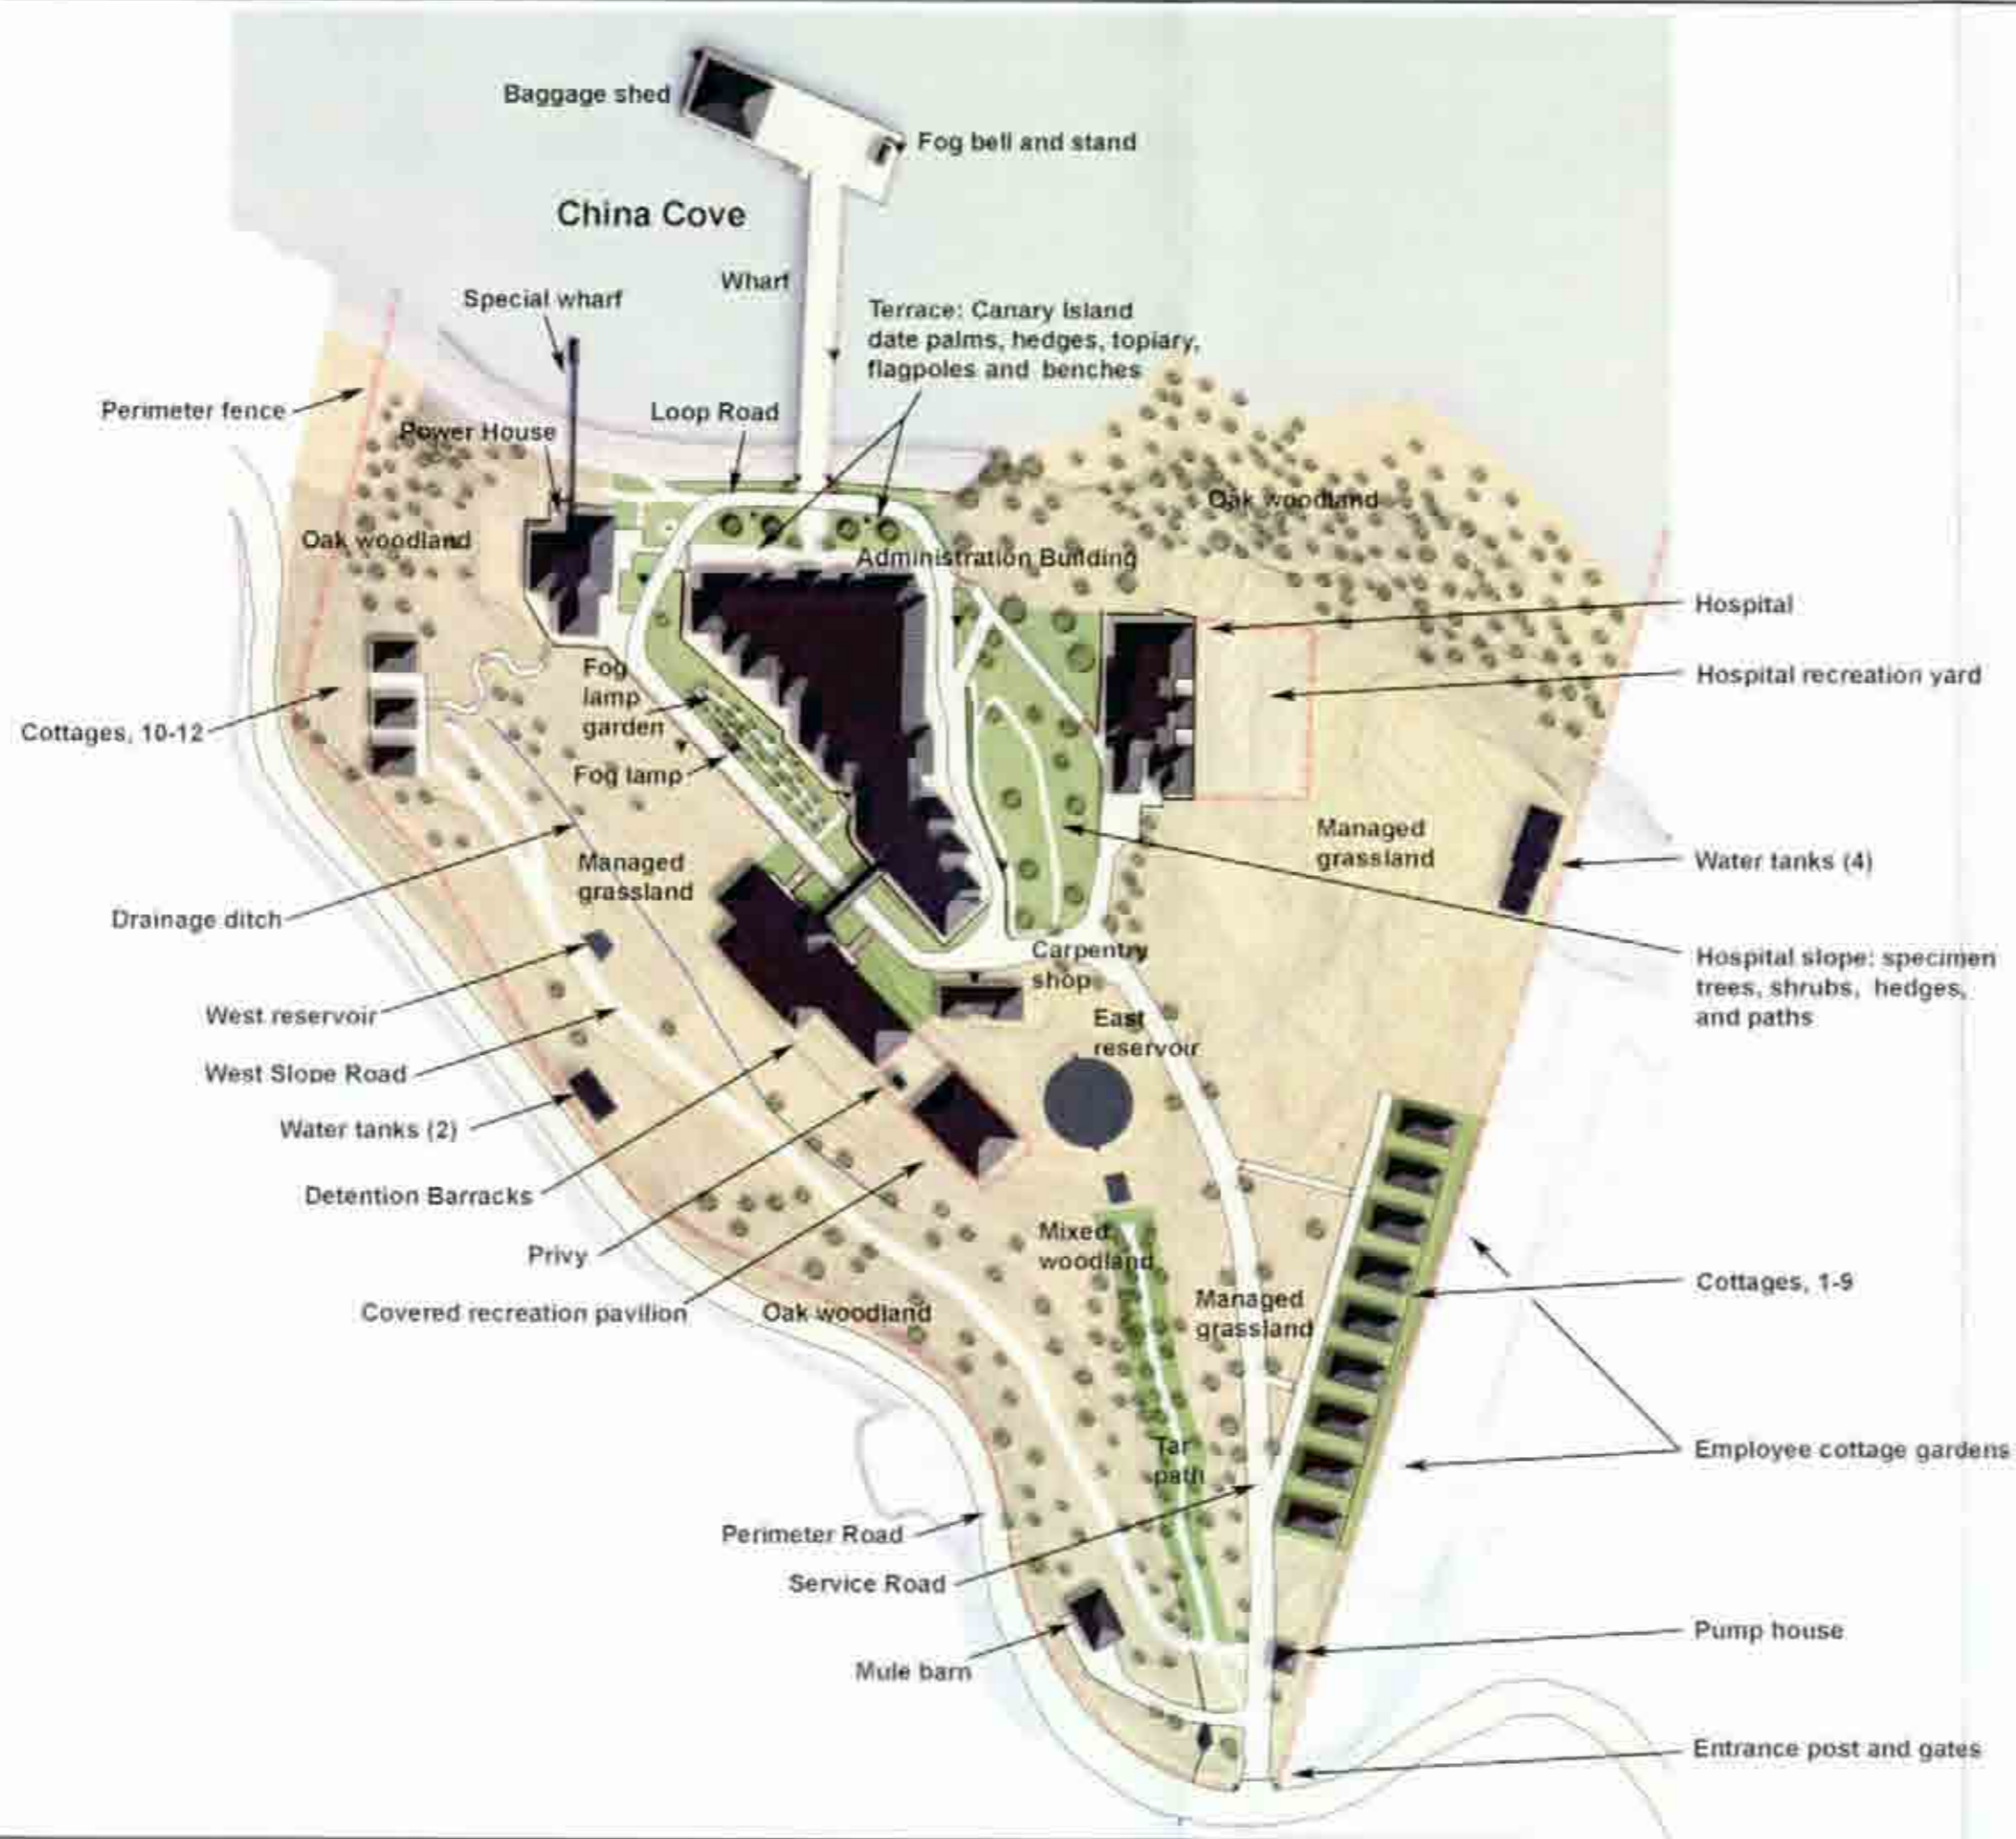 Baggage shed
Fog bell and stand
China Cove
Wharf
Special wharf
Terrace: Canary Island
date palms, hedges, topiary,
flagpoles and benches
Perimeter fence
Power House
Loop Road
Oak woodland
Oak woodland
Administration Building
Hospital
Hospital recreation yard
Cottages, 10-12
Fog
lamp
garden
Fog lamp
Managed
grassland
Managed
grassland
Water tanks (4)
Drainage ditch
Carpentry
shop
Hospital slope: specimen
trees, shrubs, hedges,
and paths
West reservoir
East
reservoir
West Slope Road
Water tanks (2)
Detention Barracks
Privy
Mixed
woodland
Covered recreation pavilion
Oak woodland
Managed
grassland
Cottages, 1-9
Tar
path
Employee cottage gardens
Perimeter Road
Service Road
Mule barn
Pump house
Entrance post and gates